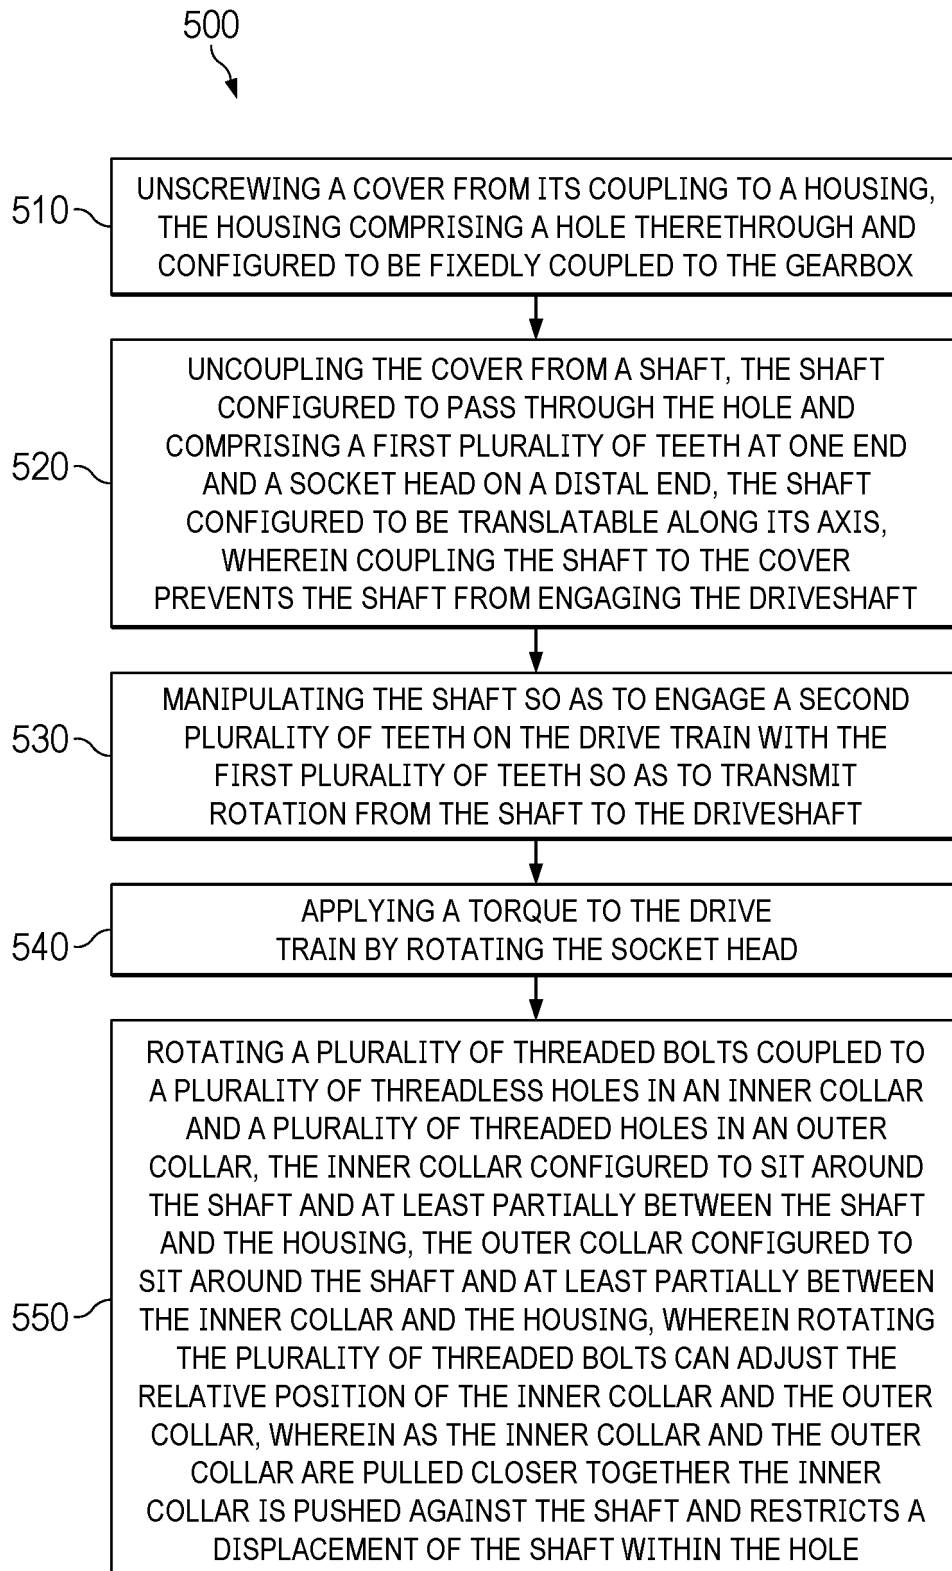 500
510
UNSCREWING A COVER FROM ITS COUPLING TO A HOUSING,
THE HOUSING COMPRISING A HOLE THERETHROUGH AND
CONFIGURED TO BE FIXEDLY COUPLED TO THE GEARBOX
520
UNCOUPLING THE COVER FROM A SHAFT, THE SHAFT
CONFIGURED TO PASS THROUGH THE HOLE AND
COMPRISING A FIRST PLURALITY OF TEETH AT ONE END
AND A SOCKET HEAD ON A DISTAL END, THE SHAFT
CONFIGURED TO BE TRANSLATABLE ALONG ITS AXIS,
WHEREIN COUPLING THE SHAFT TO THE COVER
PREVENTS THE SHAFT FROM ENGAGING THE DRIVESHAFT
530
MANIPULATING THE SHAFT SO AS TO ENGAGE A SECOND
PLURALITY OF TEETH ON THE DRIVE TRAIN WITH THE
FIRST PLURALITY OF TEETH SO AS TO TRANSMIT
ROTATION FROM THE SHAFT TO THE DRIVESHAFT
540
APPLYING A TORQUE TO THE DRIVE
TRAIN BY ROTATING THE SOCKET HEAD
550
ROTATING A PLURALITY OF THREADED BOLTS COUPLED TO
A PLURALITY OF THREADLESS HOLES IN AN INNER COLLAR
AND A PLURALITY OF THREADED HOLES IN AN OUTER
COLLAR, THE INNER COLLAR CONFIGURED TO SIT AROUND
THE SHAFT AND AT LEAST PARTIALLY BETWEEN THE SHAFT
AND THE HOUSING, THE OUTER COLLAR CONFIGURED TO
SIT AROUND THE SHAFT AND AT LEAST PARTIALLY BETWEEN
THE INNER COLLAR AND THE HOUSING, WHEREIN ROTATING
THE PLURALITY OF THREADED BOLTS CAN ADJUST THE
RELATIVE POSITION OF THE INNER COLLAR AND THE OUTER
COLLAR, WHEREIN AS THE INNER COLLAR AND THE OUTER
COLLAR ARE PULLED CLOSER TOGETHER THE INNER
COLLAR IS PUSHED AGAINST THE SHAFT AND RESTRICTS A
DISPLACEMENT OF THE SHAFT WITHIN THE HOLE